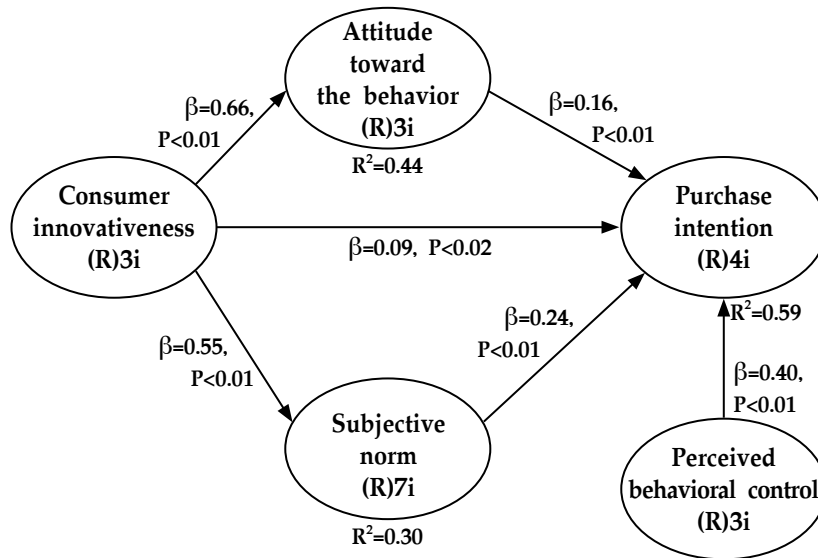 Attitude
toward
the behavior
(R)3i
R²=0.44
β=0.66,
P<0.01
β=0.16,
P<0.01
Consumer
innovativeness
(R)3i
β=0.09, P<0.02
Purchase
intention
(R)4i
R²=0.59
β=0.55,
P<0.01
β=0.24,
P<0.01
β=0.40,
P<0.01
Subjective
norm
(R)7i
R²=0.30
Perceived
behavioral control
(R)3i